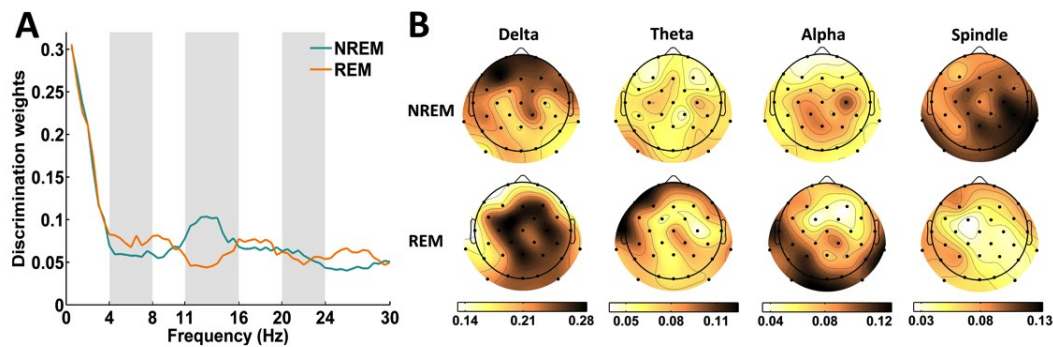 A
Discrimination weights
0.3
0.25
0.2
0.15
0.1
0.05
0
NREM
REM
0 4 8 11 16 20 24 30
Frequency (Hz)
B
Delta Theta Alpha Spindle
NREM
REM
0.14 0.21 0.28 0.05 0.08 0.12 0.04 0.08 0.12 0.03 0.08 0.13